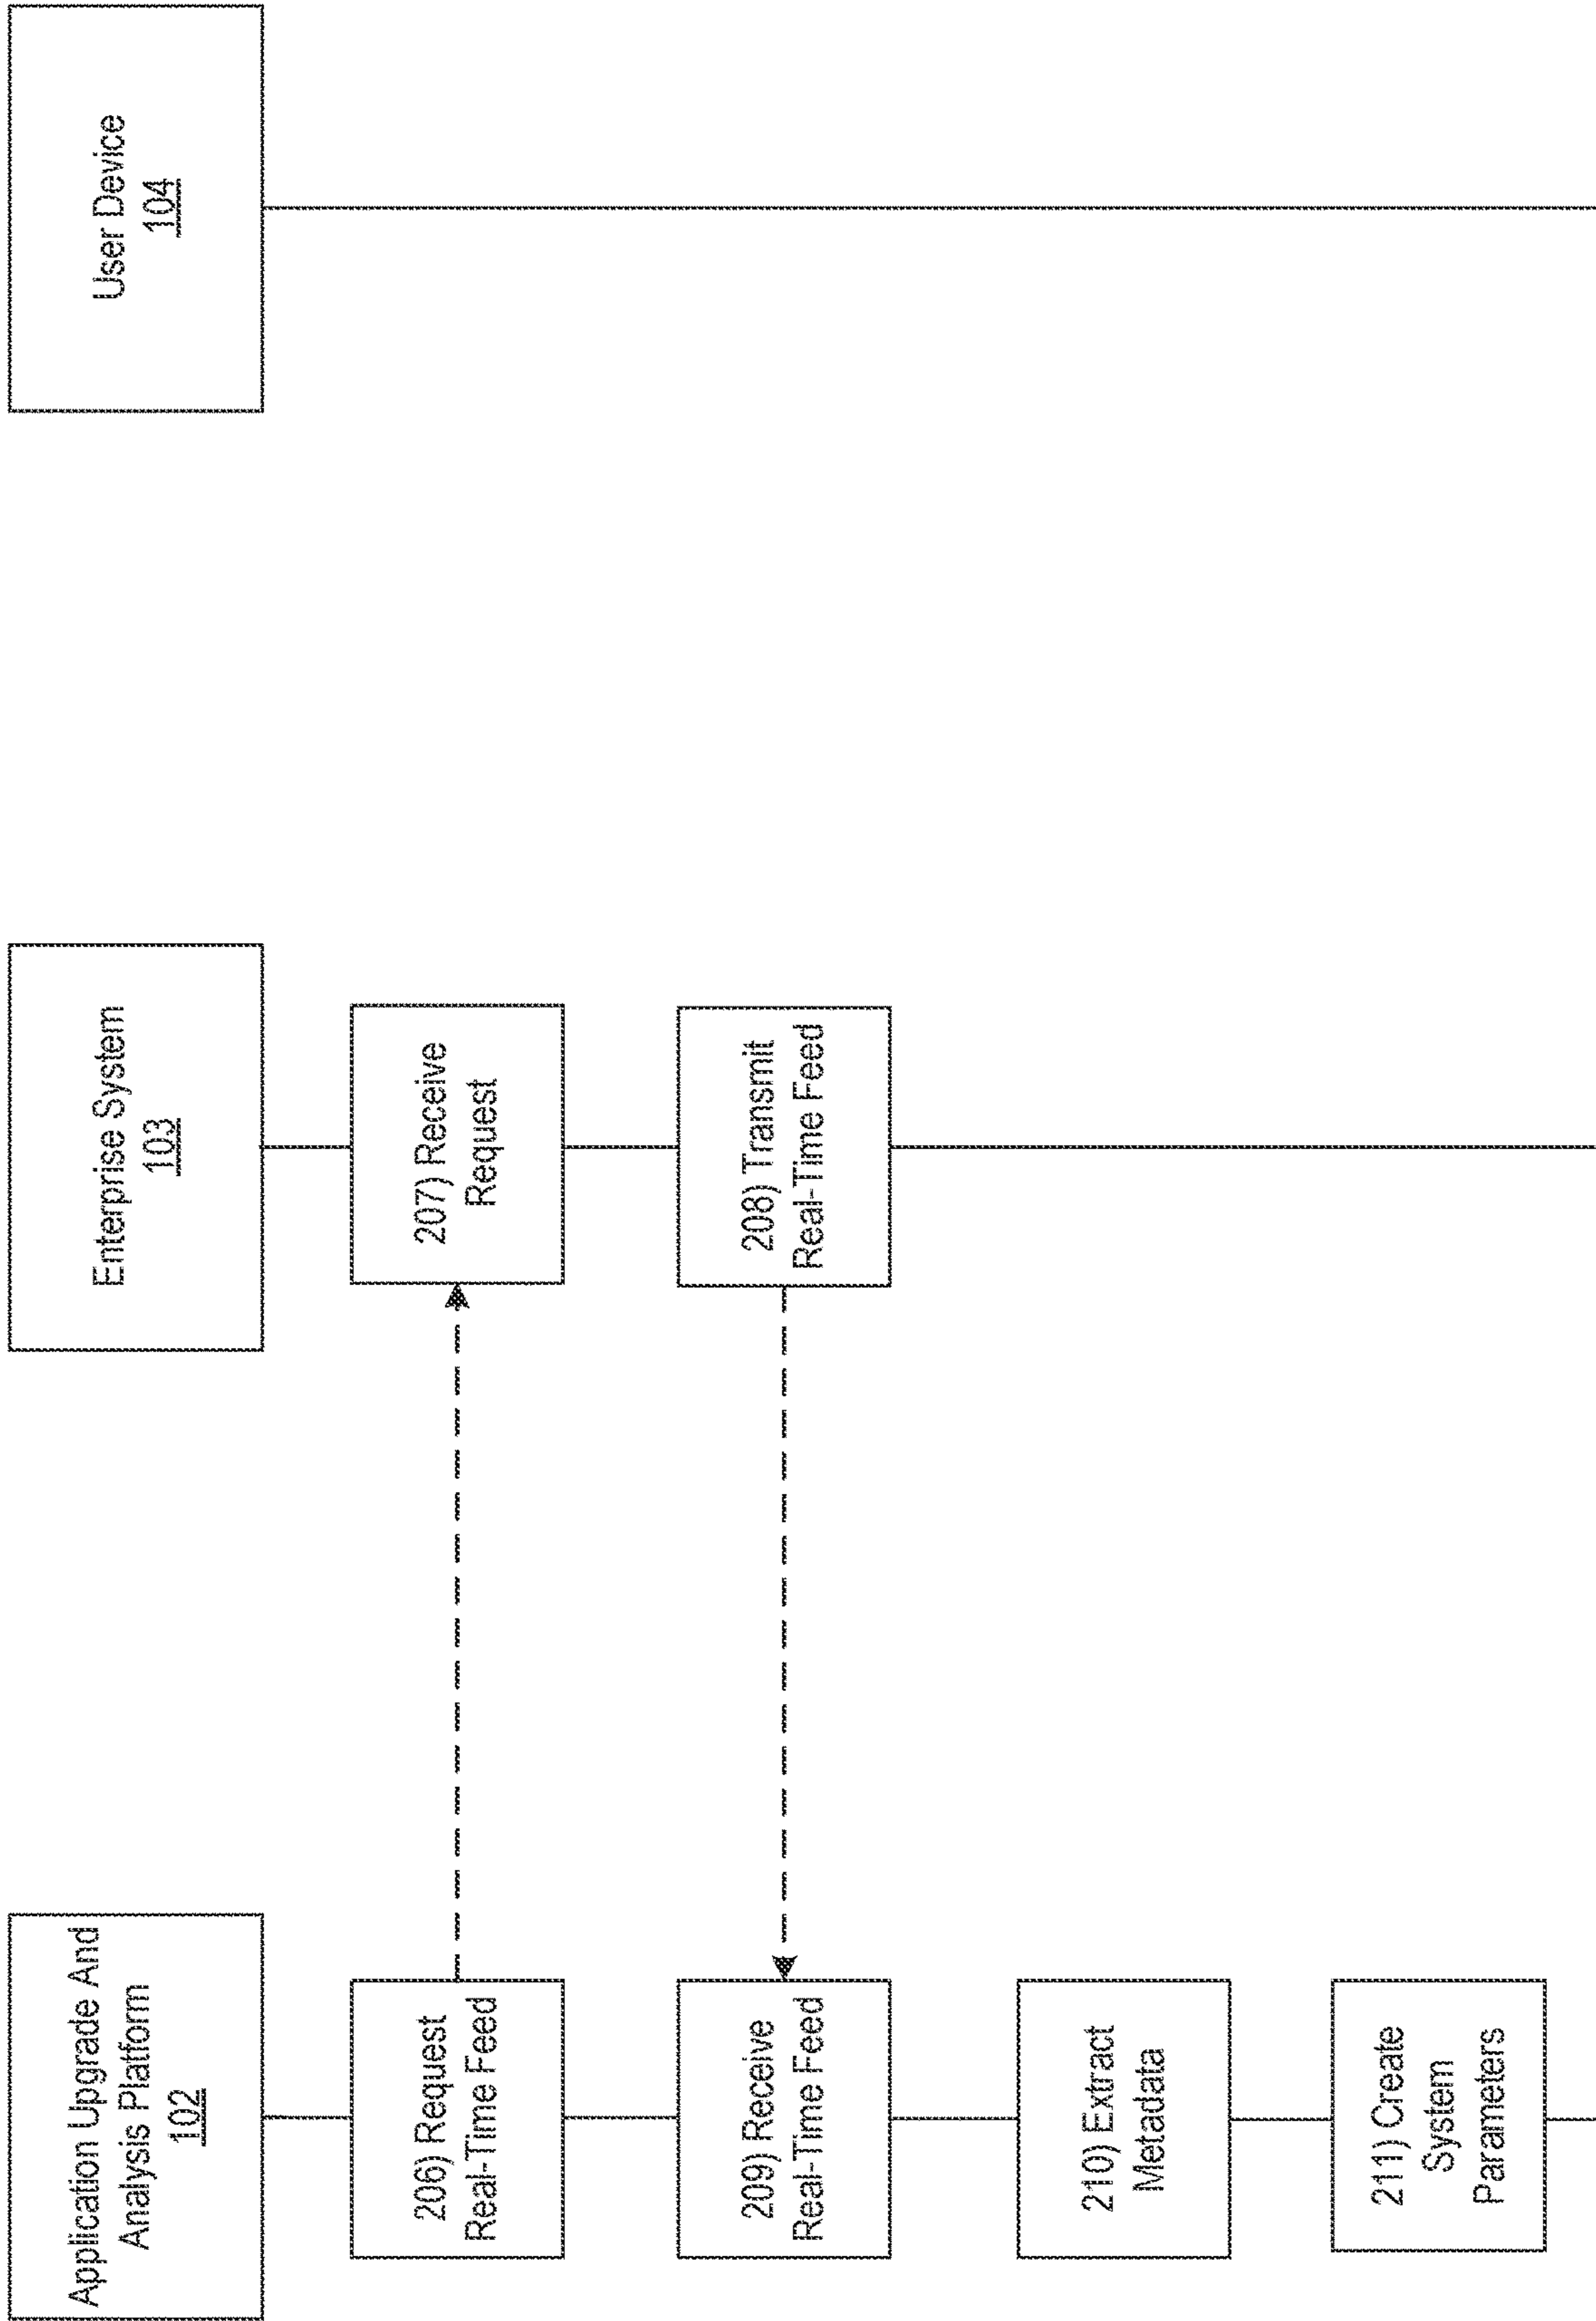 Application Upgrade And
Analysis Platform
102
Enterprise System
103
User Device
104
206) Request
Real-Time Feed
207) Receive
Request
209) Receive
Real-Time Feed
208) Transmit
Real-Time Feed
210) Extract
Metadata
211) Create
System
Parameters